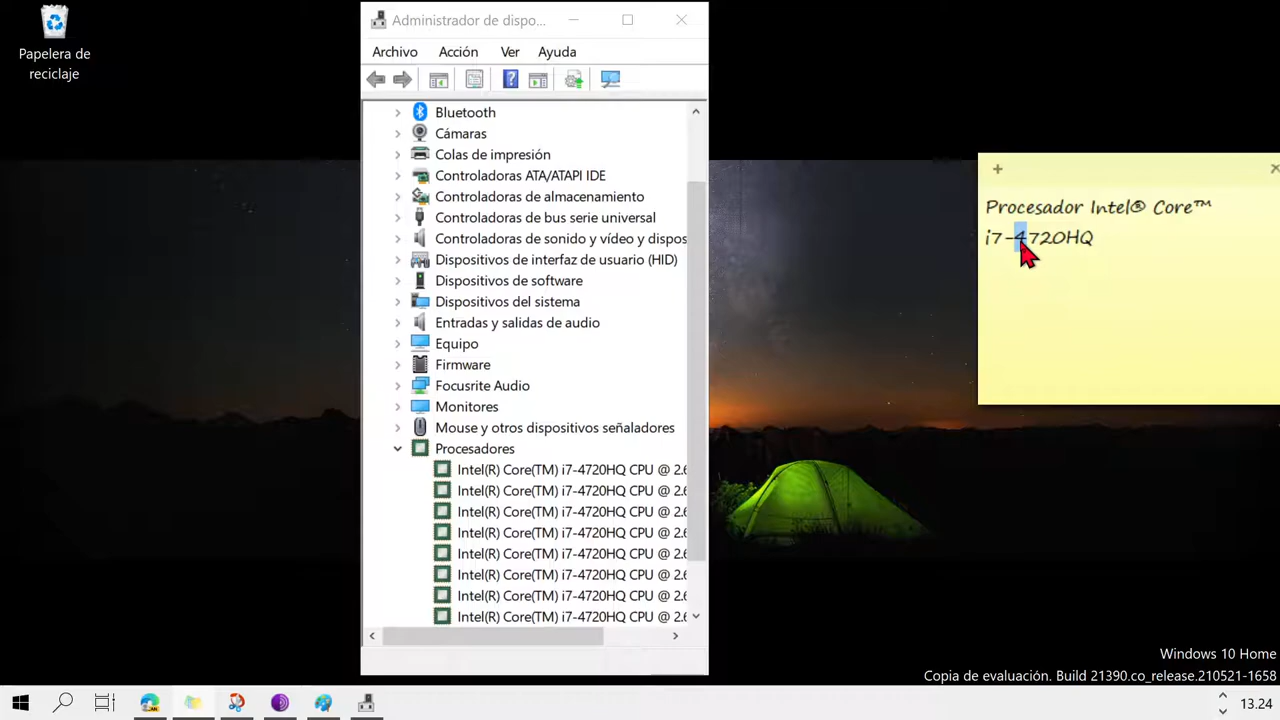 Papelera de
reciclaje
Administrador de dispo...
Archivo Acción Ver Ayuda
Bluetooth
Cámaras
Colas de impresión
Controladoras ATA/ATAPI IDE
Controladoras de almacenamiento
Controladoras de bus serie universal
Controladoras de sonido y vídeo y dispos
Dispositivos de interfaz de usuario (HID)
Dispositivos de software
Dispositivos del sistema
Entradas y salidas de audio
Equipo
Firmware
Focusrite Audio
Monitores
Mouse y otros dispositivos señaladores
Procesadores
Intel(R) Core(TM) i7-4720HQ CPU @ 2.6
Intel(R) Core(TM) i7-4720HQ CPU @ 2.6
Intel(R) Core(TM) i7-4720HQ CPU @ 2.6
Intel(R) Core(TM) i7-4720HQ CPU @ 2.6
Intel(R) Core(TM) i7-4720HQ CPU @ 2.6
Intel(R) Core(TM) i7-4720HQ CPU @ 2.6
Intel(R) Core(TM) i7-4720HQ CPU @ 2.6
Intel(R) Core(TM) i7-4720HQ CPU @ 2.6
Procesador Intel® Core™
i7-4720HQ
Windows 10 Home
Copia de evaluación. Build 21390.co_release.210521-1658
13.24